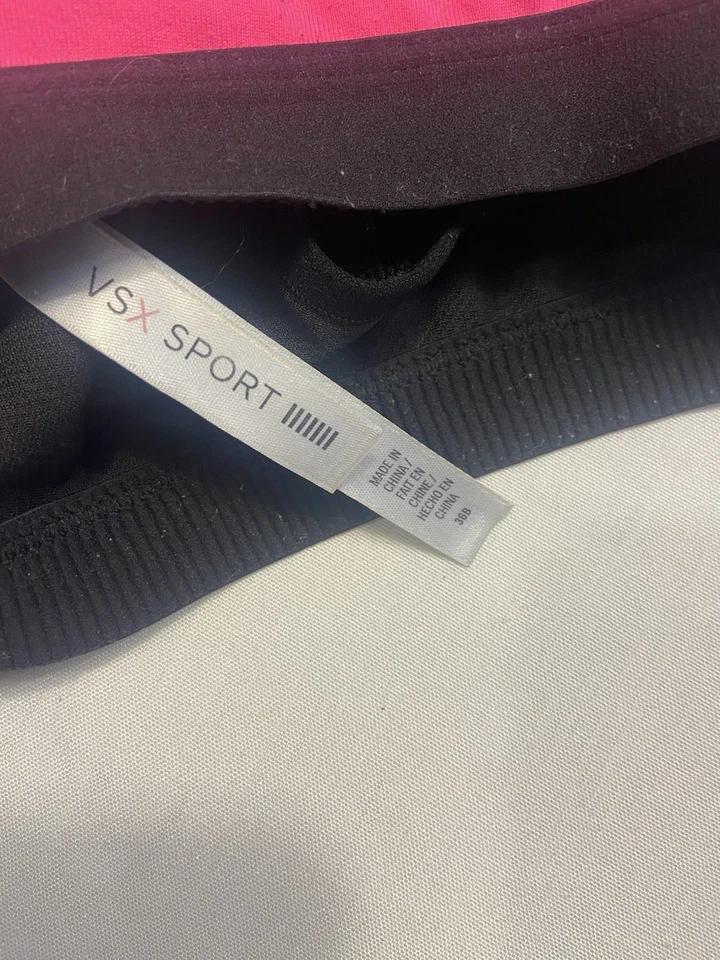 VSX SPORT
MADE IN
CHINA /
FAIT EN
CHINE /
HECHO EN
CHINA
36B